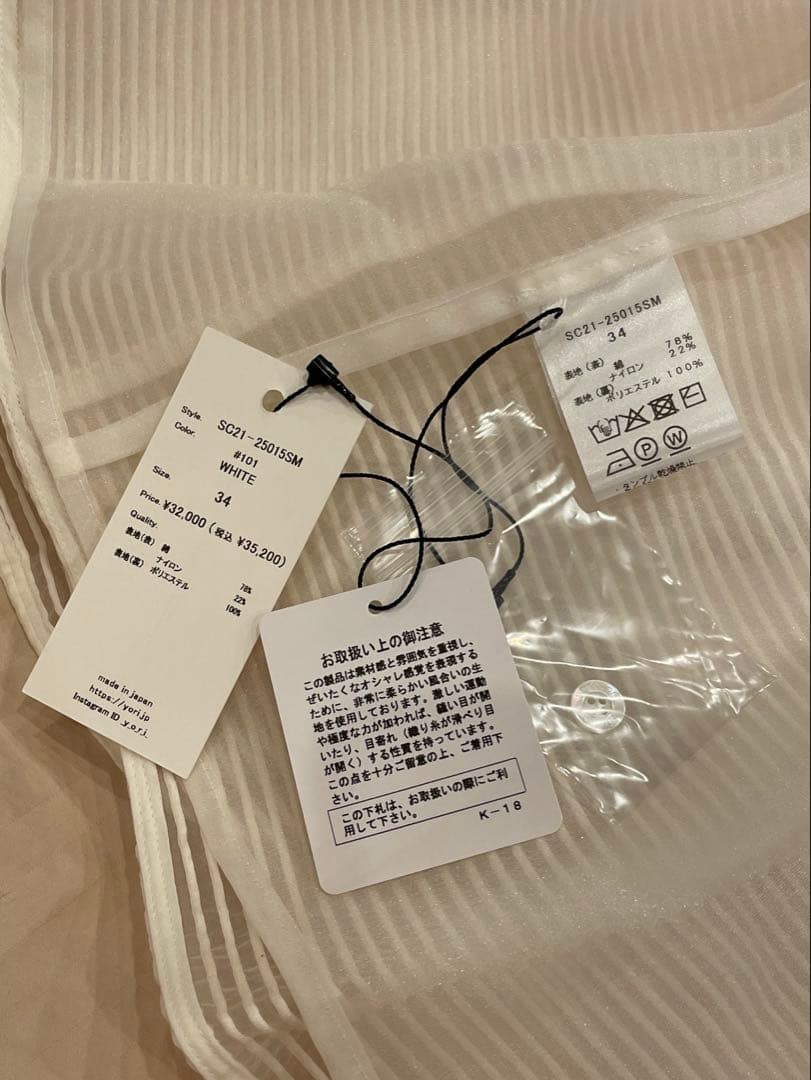 Style. SC21-25015SM
Color. #101
WHITE
Size. 34
Price. ¥32,000 (税込 ¥35,200)
Quality.
表地(表) 綿 78%
ナイロン 22%
表地(裏) ポリエステル 100%
made in japan
https://yori.jp
Instagram ID y_o_r_i_
お取扱い上の御注意
この製品は素材感と雰囲気を重視し、
ぜいたくなオシャレ感覚を表現する
ために、非常に柔らかい風合いの生
地を使用しております。激しい運動
や極度な力が加われば、縫い目が開
いたり、目寄れ(織り糸が滑べり目
が開く)する性質を持っています。
この点を十分ご留意の上、ご着用下
さい。
この下札は、お取扱いの際にご利
用して下さい。
K-18
SC21-25015SM
34
表地(表) 綿 78%
ナイロン 22%
表地(裏)
ポリエステル 100%
P W
・タンブル乾燥禁止